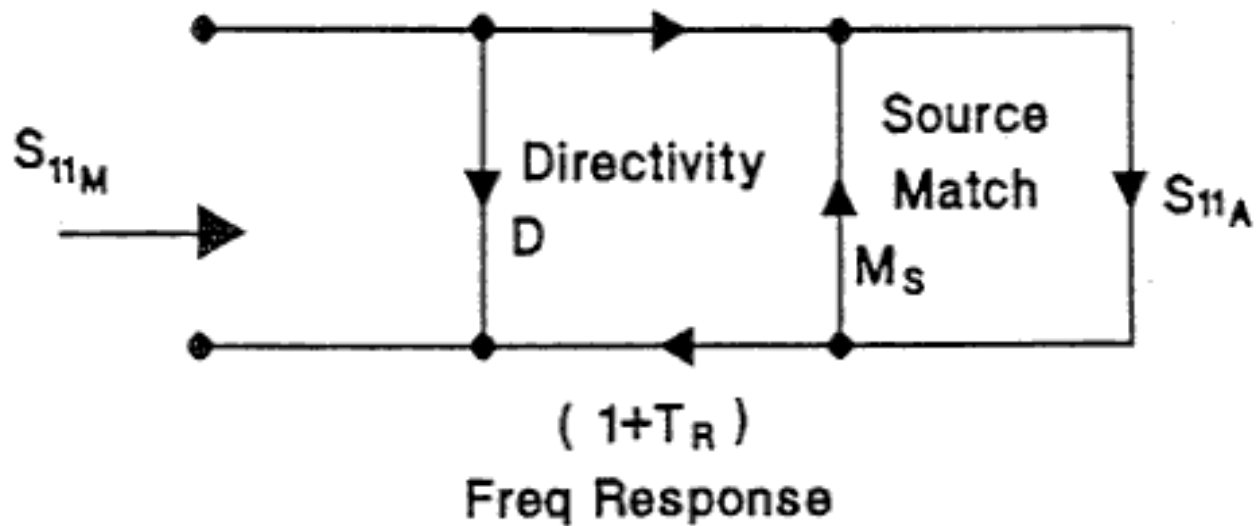 S11M
Directivity
D
Source
Match
MS
S11A
( 1+TR )
Freq Response